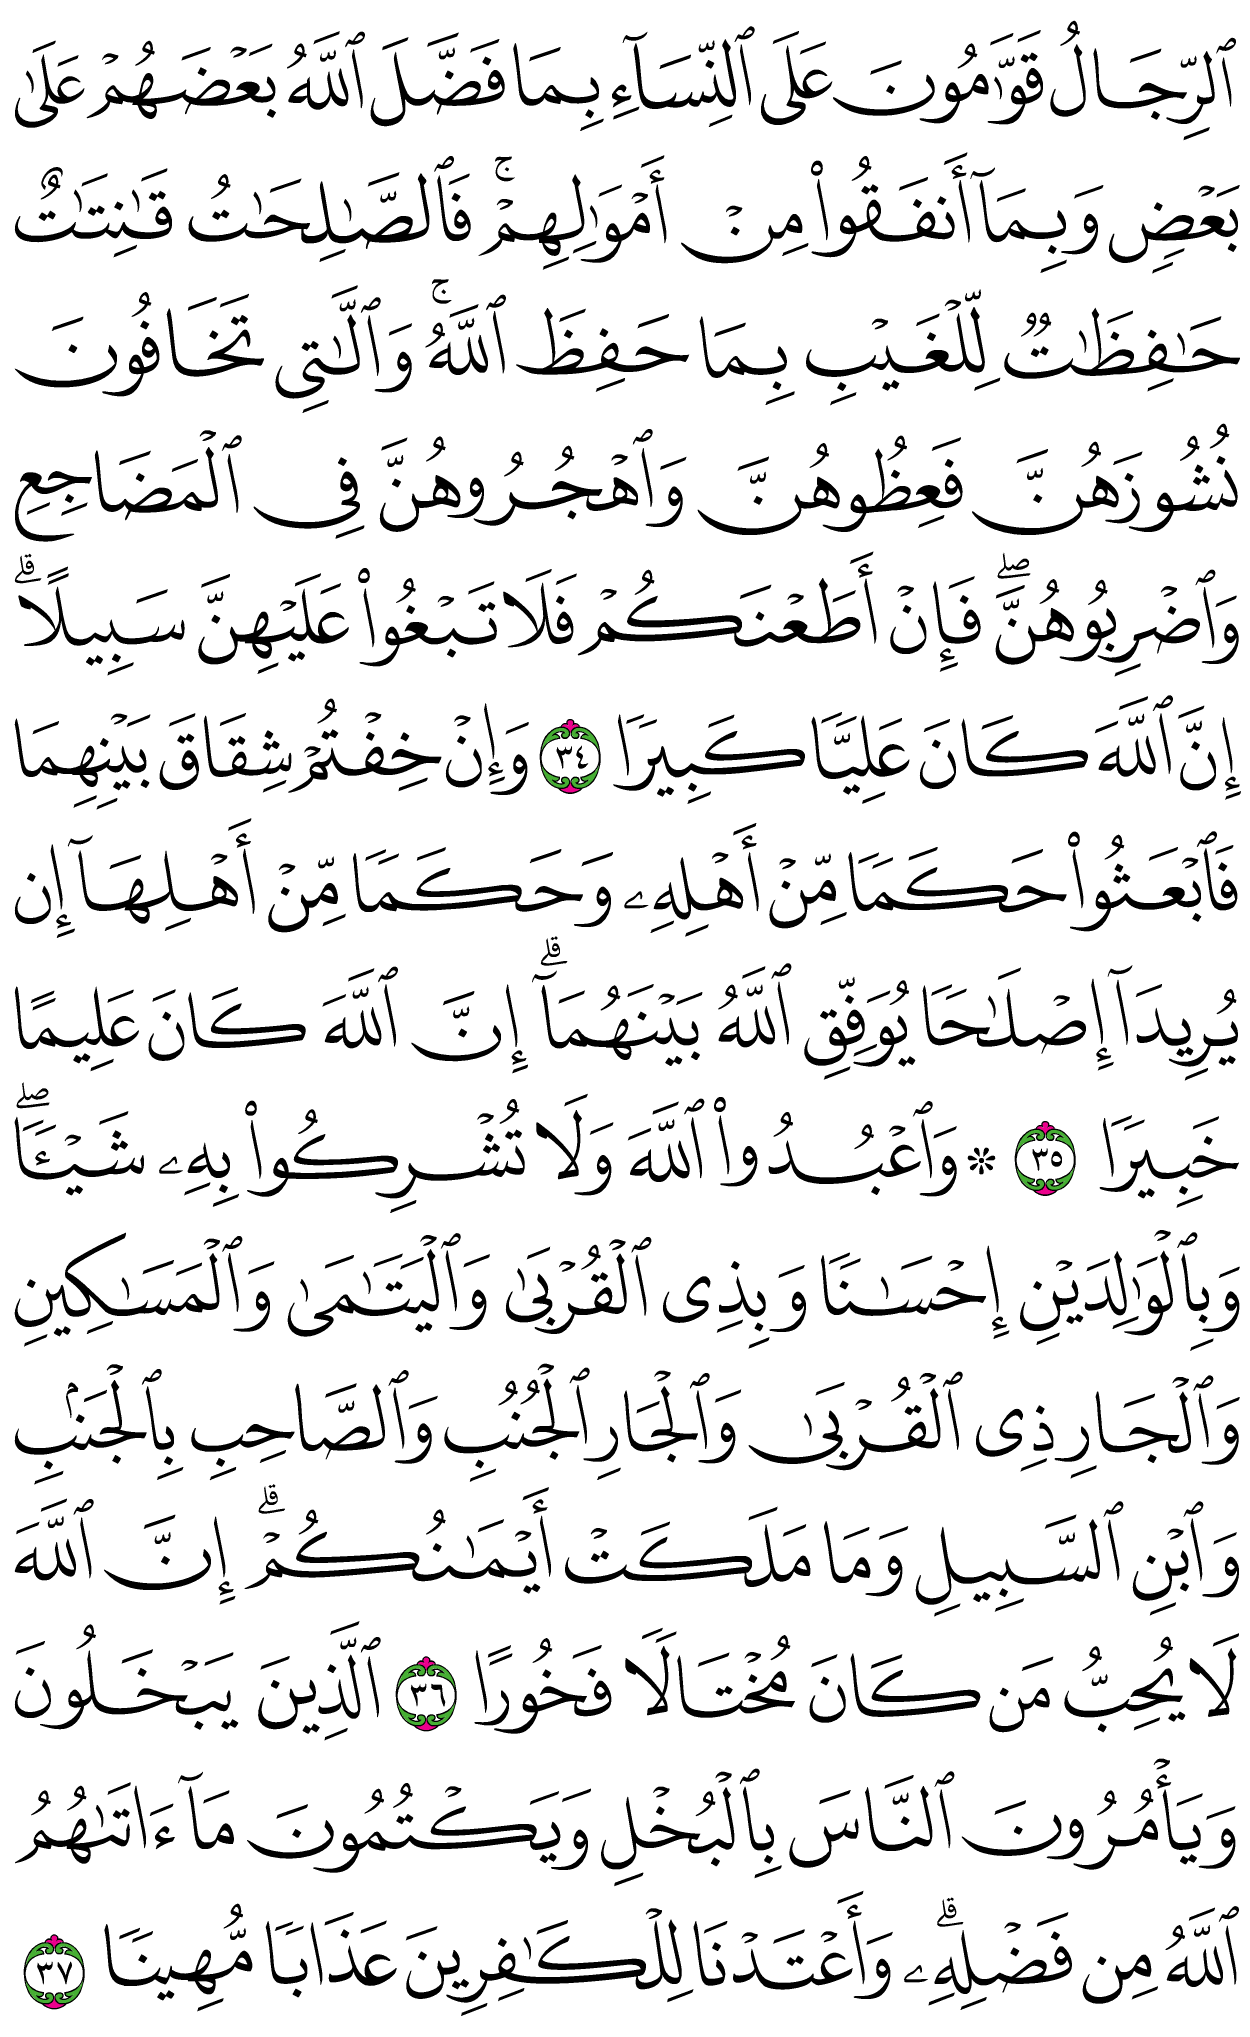 ٱلرِّجَالُ قَوَّٰمُونَ عَلَى ٱلنِّسَآءِ بِمَا فَضَّلَ ٱللَّهُ بَعۡضَهُمۡ عَلَىٰ
بَعۡضٖ وَبِمَآ أَنفَقُواْ مِنۡ أَمۡوَٰلِهِمۡۚ فَٱلصَّٰلِحَٰتُ قَٰنِتَٰتٌ
حَٰفِظَٰتٞ لِّلۡغَيۡبِ بِمَا حَفِظَ ٱللَّهُۚ وَٱلَّٰتِي تَخَافُونَ
نُشُوزَهُنَّ فَعِظُوهُنَّ وَٱهۡجُرُوهُنَّ فِي ٱلۡمَضَاجِعِ
وَٱضۡرِبُوهُنَّۖ فَإِنۡ أَطَعۡنَكُمۡ فَلَا تَبۡغُواْ عَلَيۡهِنَّ سَبِيلًاۗ
إِنَّ ٱللَّهَ كَانَ عَلِيّٗا كَبِيرٗا ٣٤ وَإِنۡ خِفۡتُمۡ شِقَاقَ بَيۡنِهِمَا
فَٱبۡعَثُواْ حَكَمٗا مِّنۡ أَهۡلِهِۦ وَحَكَمٗا مِّنۡ أَهۡلِهَآ إِن
يُرِيدَآ إِصۡلَٰحٗا يُوَفِّقِ ٱللَّهُ بَيۡنَهُمَآۗ إِنَّ ٱللَّهَ كَانَ عَلِيمًا
خَبِيرٗا ٣٥ ۞ وَٱعۡبُدُواْ ٱللَّهَ وَلَا تُشۡرِكُواْ بِهِۦ شَيۡـٔٗاۖ
وَبِٱلۡوَٰلِدَيۡنِ إِحۡسَٰنٗا وَبِذِي ٱلۡقُرۡبَىٰ وَٱلۡيَتَٰمَىٰ وَٱلۡمَسَٰكِينِ
وَٱلۡجَارِ ذِي ٱلۡقُرۡبَىٰ وَٱلۡجَارِ ٱلۡجُنُبِ وَٱلصَّاحِبِ بِٱلۡجَنۢبِ
وَٱبۡنِ ٱلسَّبِيلِ وَمَا مَلَكَتۡ أَيۡمَٰنُكُمۡۗ إِنَّ ٱللَّهَ
لَا يُحِبُّ مَن كَانَ مُخۡتَالٗا فَخُورًا ٣٦ ٱلَّذِينَ يَبۡخَلُونَ
وَيَأۡمُرُونَ ٱلنَّاسَ بِٱلۡبُخۡلِ وَيَكۡتُمُونَ مَآ ءَاتَىٰهُمُ
ٱللَّهُ مِن فَضۡلِهِۦۗ وَأَعۡتَدۡنَا لِلۡكَٰفِرِينَ عَذَابٗا مُّهِينٗا ٣٧